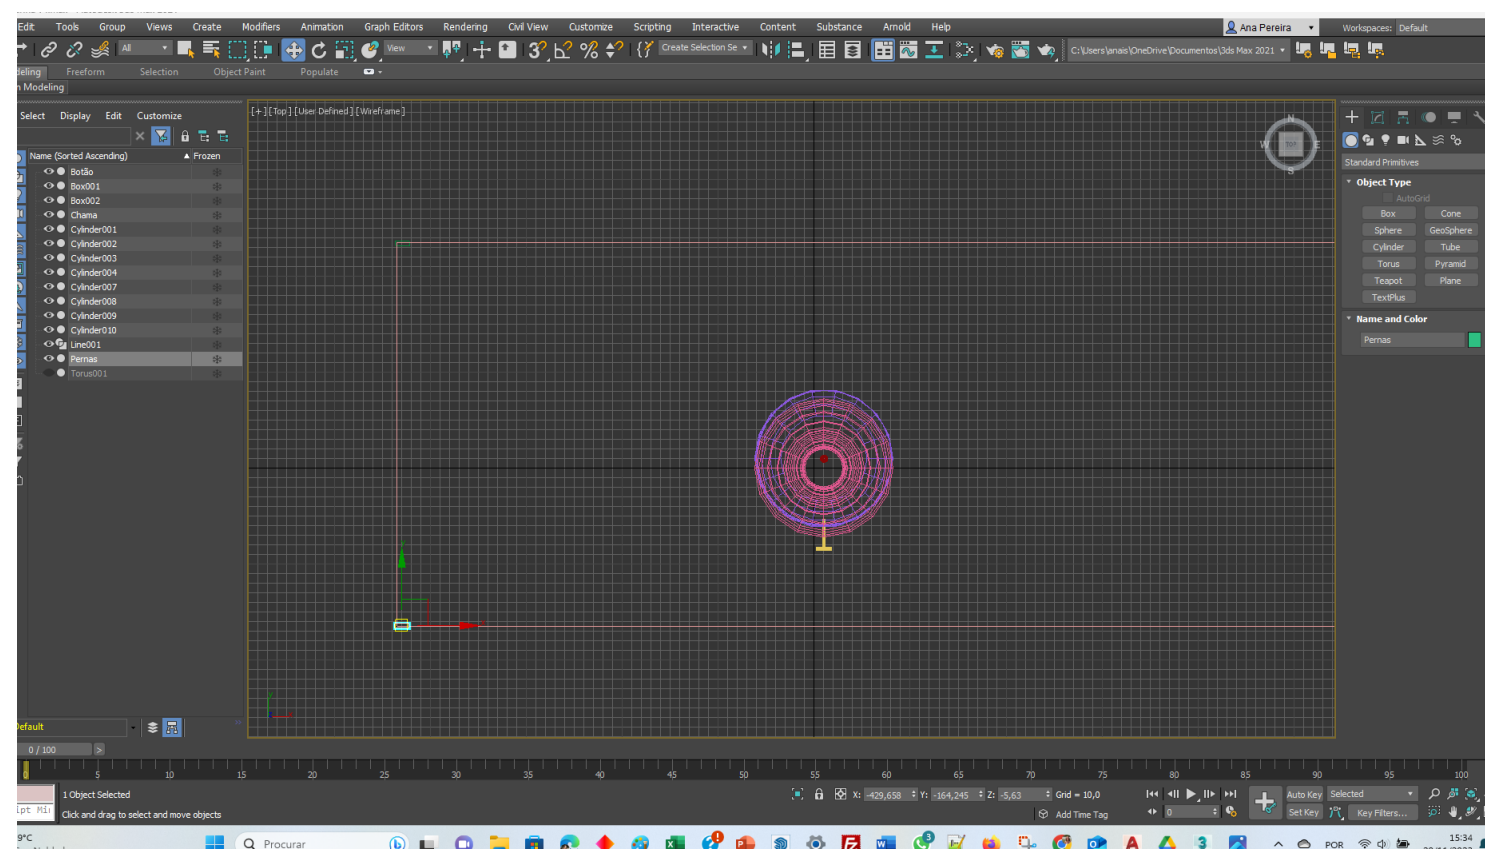 Edit Tools Group Views Create Modifiers Animation Graph Editors Rendering Civil View Customize Scripting Interactive Content Substance Arnold Help Ana Pereira Workspaces: Default
All View Create Selection Se C:\Users\anais\OneDrive\Documentos\3ds Max 2021
deling Freeform Selection Object Paint Populate
n Modeling
Select Display Edit Customize
[+][Top][User Defined][Wireframe]
Name (Sorted Ascending) Frozen
Botão
Box001
Box002
Chama
Cylinder001
Cylinder002
Cylinder003
Cylinder004
Cylinder007
Cylinder008
Cylinder009
Cylinder010
Line001
Pernas
Torus001
N
W TOP E
S
Standard Primitives
Object Type
AutoGrid
Box Cone
Sphere GeoSphere
Cylinder Tube
Torus Pyramid
Teapot Plane
TextPlus
Name and Color
Pernas
Default
0 / 100 >
0 5 10 15 20 25 30 35 40 45 50 55 60 65 70 75 80 85 90 95 100
1 Object Selected X: -429,658 Y: -164,245 Z: -5,63 Grid = 10,0 Auto Key Selected
ipt Mi Click and drag to select and move objects Add Time Tag 0 Set Key Key Filters...
9°C Procurar POR 15:34